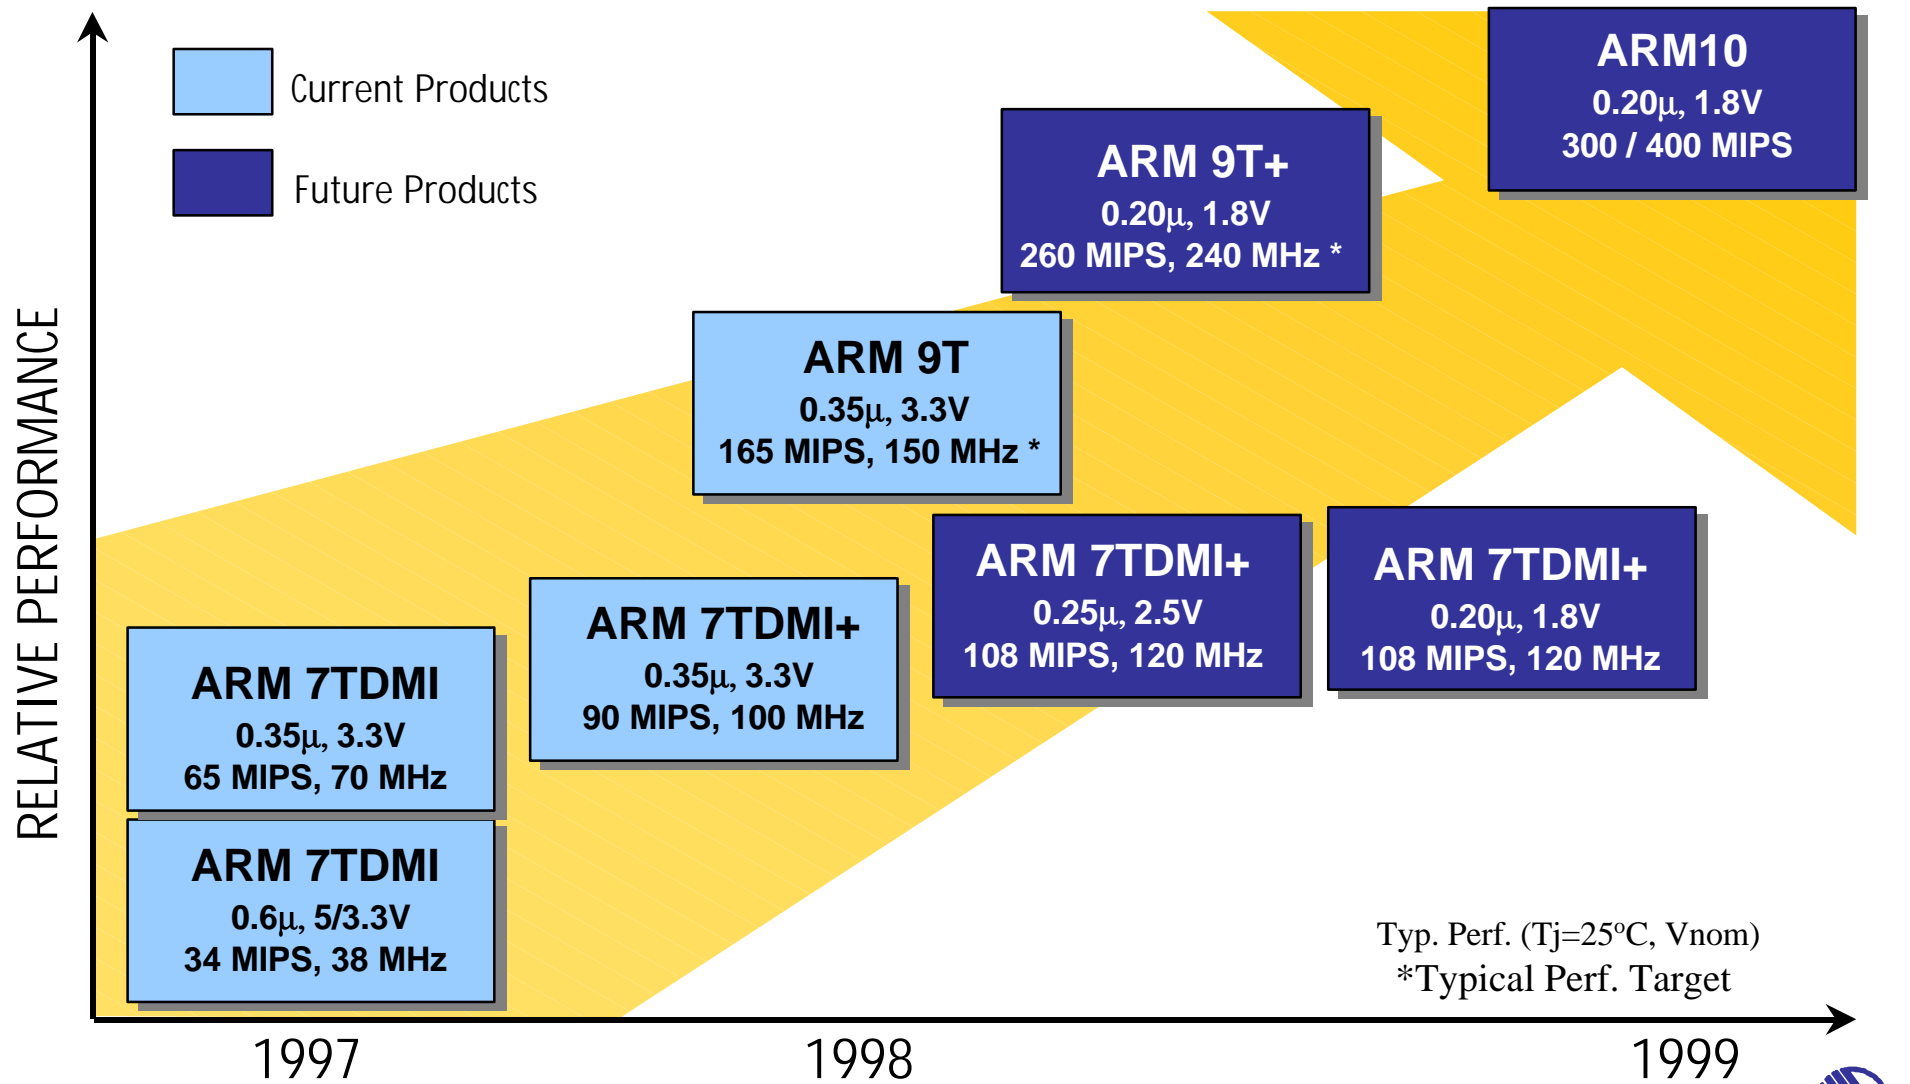 Current Products
Future Products
RELATIVE PERFORMANCE
ARM10
0.20μ, 1.8V
300 / 400 MIPS
ARM 9T+
0.20μ, 1.8V
260 MIPS, 240 MHz *
ARM 9T
0.35μ, 3.3V
165 MIPS, 150 MHz *
ARM 7TDMI+
0.25μ, 2.5V
108 MIPS, 120 MHz
ARM 7TDMI+
0.20μ, 1.8V
108 MIPS, 120 MHz
ARM 7TDMI+
0.35μ, 3.3V
90 MIPS, 100 MHz
ARM 7TDMI
0.35μ, 3.3V
65 MIPS, 70 MHz
ARM 7TDMI
0.6μ, 5/3.3V
34 MIPS, 38 MHz
Typ. Perf. (Tj=25°C, Vnom)
*Typical Perf. Target
1997
1998
1999